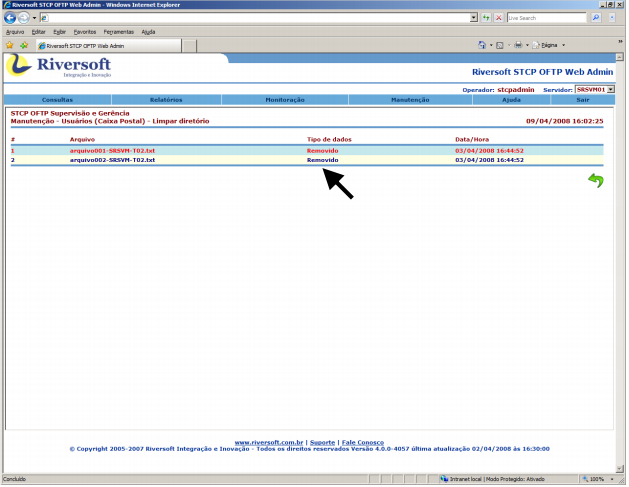 Riversoft STCP OFTP Web Admin - Windows Internet Explorer
Live Search
Arquivo Editar Exibir Favoritos Ferramentas Ajuda
Riversoft STCP OFTP Web Admin
Página
Riversoft
Integração e Inovação
Riversoft STCP OFTP Web Admin
Operador: stcpadmin Servidor: SRSVM01
Consultas Relatórios Monitoração Manutenção Ajuda Sair
STCP OFTP Supervisão e Gerência
Manutenção - Usuários (Caixa Postal) - Limpar diretório 09/04/2008 16:02:25
# Arquivo Tipo de dados Data/Hora
1 arquivo001-SRSVM-T02.txt Removido 03/04/2008 16:44:52
2 arquivo002-SRSVM-T02.txt Removido 03/04/2008 16:44:52
www.riversoft.com.br | Suporte | Fale Conosco
© Copyright 2005-2007 Riversoft Integração e Inovação - Todos os direitos reservados Versão 4.0.0-4057 última atualização 02/04/2008 às 16:30:00
Concluído Intranet local | Modo Protegido: Ativado 100%